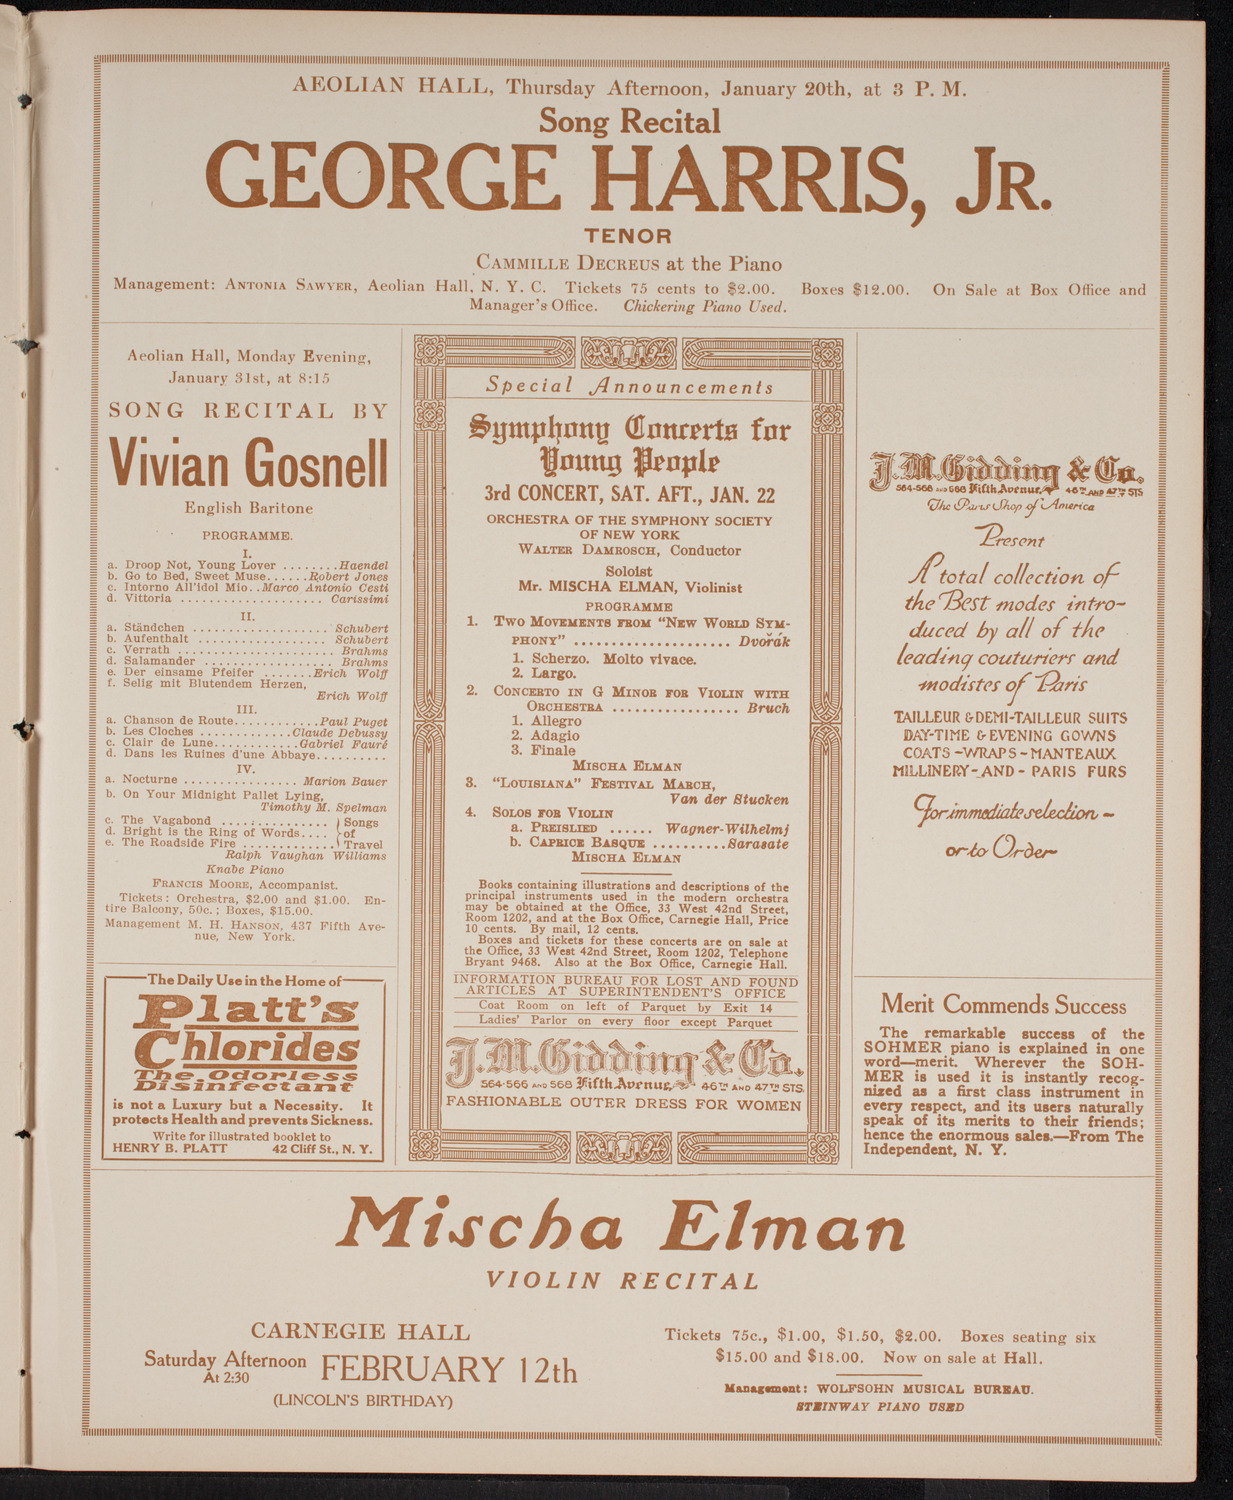 AEOLIAN HALL, Thursday Afternoon, January 20th, at 3 P. M.
Song Recital
GEORGE HARRIS, JR.
TENOR
CAMMILLE DECREUS at the Piano
Management: ANTONIA SAWYER, Aeolian Hall, N. Y. C. Tickets 75 cents to $2.00. Boxes $12.00. On Sale at Box Office and
Manager's Office. Chickering Piano Used.
Aeolian Hall, Monday Evening,
January 31st, at 8:15
SONG RECITAL BY
Vivian Gosnell
English Baritone
PROGRAMME.
I.
a. Droop Not, Young Lover ........Haendel
b. Go to Bed, Sweet Muse......Robert Jones
c. Intorno All'idol Mio..Marco Antonio Cesti
d. Vittoria .................... Carissimi
II.
a. Ständchen ...................Schubert
b. Aufenthalt ................... Schubert
c. Verrath ...................... Brahms
d. Salamander ................... Brahms
e. Der einsame Pfeifer .......Erich Wolff
f. Selig mit Blutendem Herzen,
Erich Wolff
III.
a. Chanson de Route............Paul Puget
b. Les Cloches .............Claude Debussy
c. Clair de Lune............Gabriel Fauré
d. Dans les Ruines d'une Abbaye..........
IV.
a. Nocturne ................ Marion Bauer
b. On Your Midnight Pallet Lying,
Timothy M. Spelman
c. The Vagabond ............... } Songs
d. Bright is the Ring of Words.... } of
e. The Roadside Fire ............. } Travel
Ralph Vaughan Williams
Knabe Piano
FRANCIS MOORE, Accompanist.
Tickets: Orchestra, $2.00 and $1.00. En-
tire Balcony, 50c.; Boxes, $15.00.
Management M. H. HANSON, 437 Fifth Ave-
nue, New York.
The Daily Use in the Home of
Platt's
Chlorides
The Odorless
Disinfectant
is not a Luxury but a Necessity. It
protects Health and prevents Sickness.
Write for illustrated booklet to
HENRY B. PLATT 42 Cliff St., N. Y.
Special Announcements
Symphony Concerts for
Young People
3rd CONCERT, SAT. AFT., JAN. 22
ORCHESTRA OF THE SYMPHONY SOCIETY
OF NEW YORK
WALTER DAMROSCH, Conductor
Soloist
Mr. MISCHA ELMAN, Violinist
PROGRAMME
1. TWO MOVEMENTS FROM "NEW WORLD SYM-
PHONY" ..................... Dvořák
1. Scherzo. Molto vivace.
2. Largo.
2. CONCERTO IN G MINOR FOR VIOLIN WITH
ORCHESTRA ................ Bruch
1. Allegro
2. Adagio
3. Finale
MISCHA ELMAN
3. "LOUISIANA" FESTIVAL MARCH,
Van der Stucken
4. SOLOS FOR VIOLIN
a. PREISLIED ...... Wagner-Wilhelmj
b. CAPRICE BASQUE ..........Sarasate
MISCHA ELMAN
Books containing illustrations and descriptions of the
principal instruments used in the modern orchestra
may be obtained at the Office, 33 West 42nd Street,
Room 1202, and at the Box Office, Carnegie Hall, Price
10 cents. By mail, 12 cents.
Boxes and tickets for these concerts are on sale at
the Office, 33 West 42nd Street, Room 1202, Telephone
Bryant 9468. Also at the Box Office, Carnegie Hall.
INFORMATION BUREAU FOR LOST AND FOUND
ARTICLES AT SUPERINTENDENT'S OFFICE
Coat Room on left of Parquet by Exit 14
Ladies' Parlor on every floor except Parquet
J.M.Gidding & Co.
564-566 AND 568 Fifth Avenue, 46TH AND 47TH STS.
FASHIONABLE OUTER DRESS FOR WOMEN
J.M.Gidding & Co.
564-566 AND 568 Fifth Avenue, 46TH AND 47TH STS
The Paris Shop of America
Present
A total collection of
the Best modes intro-
duced by all of the
leading couturiers and
modistes of Paris
TAILLEUR & DEMI-TAILLEUR SUITS
DAY-TIME & EVENING GOWNS
COATS-WRAPS-MANTEAUX
MILLINERY-AND-PARIS FURS
For immediate selection -
or to Order
Merit Commends Success
The remarkable success of the
SOHMER piano is explained in one
word—merit. Wherever the SOH-
MER is used it is instantly recog-
nized as a first class instrument in
every respect, and its users naturally
speak of its merits to their friends;
hence the enormous sales.—From The
Independent, N. Y.
Mischa Elman
VIOLIN RECITAL
CARNEGIE HALL
Saturday Afternoon At 2:30 FEBRUARY 12th
(LINCOLN'S BIRTHDAY)
Tickets 75c., $1.00, $1.50, $2.00. Boxes seating six
$15.00 and $18.00. Now on sale at Hall.
Management: WOLFSOHN MUSICAL BUREAU.
STEINWAY PIANO USED